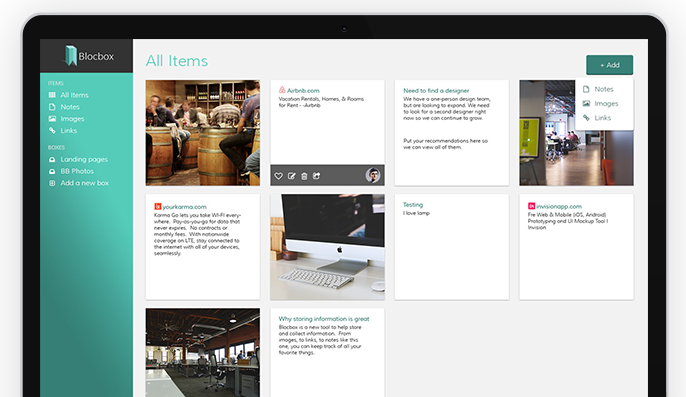 Blocbox
All Items
+ Add
ITEMS
All Items
Notes
Images
Links
BOXES
Landing pages
BB Photos
Add a new box
Airbnb.com
Vacation Rentals, Homes, & Rooms
for Rent - -Airbnb
Need to find a designer
We have a one-person design team,
but are looking to expand. We need
to look for a second designer right
now so we can continue to grow.
Put your recommendations here so
we can view all of them.
Notes
Images
Links
yourkarma.com
Karma Go lets you take WI-FI every-
where. Pay-as-you-go for data that
never expires. No contracts or
monthly fees. With nationwide
coverage on LTE, stay connected to
the internet with all of your devices,
seamlessly.
Testing
I love lamp
in
invisionapp.com
Fre Web & Mobile (iOS, Android)
Prototyping and UI Mockup Tool I
Invision
Why storing information is great
Blocbox is a new tool to help store
and collect information. From
images, to links, to notes like this
one, you can keep track of all your
favorite things.